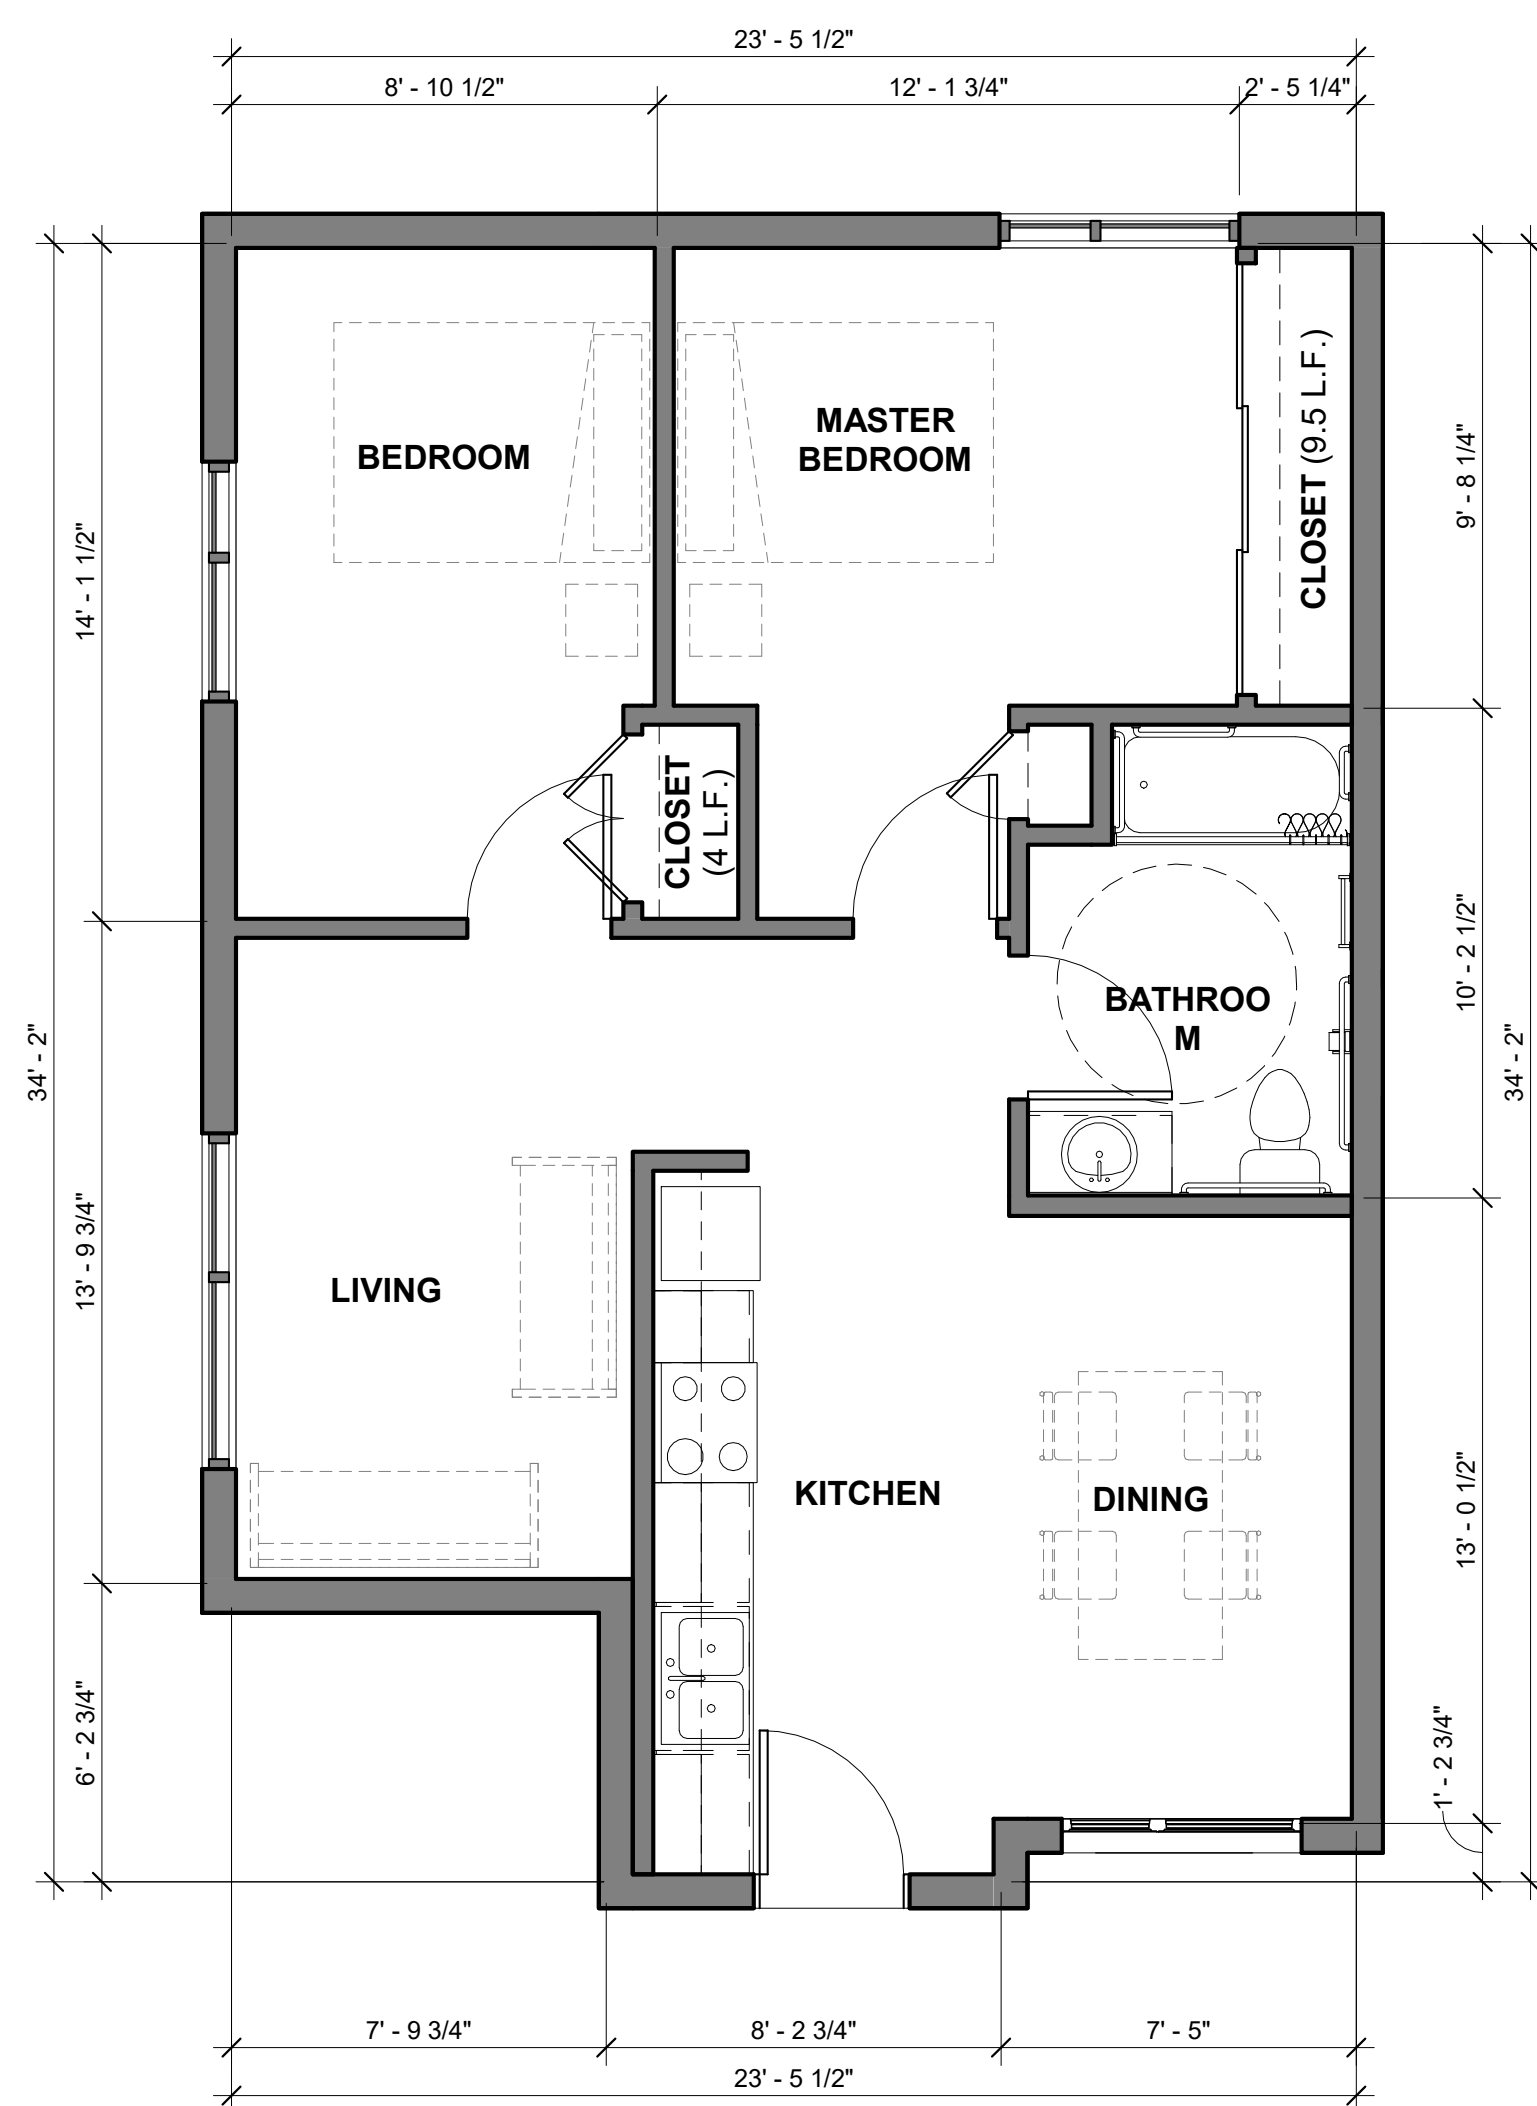 23' - 5 1/2"
8' - 10 1/2"
12' - 1 3/4"
2' - 5 1/4"
BEDROOM
MASTER
BEDROOM
CLOSET (9.5 L.F.)
9' - 8 1/4"
14' - 1 1/2"
CLOSET
(4 L.F.)
10' - 2 1/2"
BATHROO
M
34' - 2"
34' - 2"
13' - 9 3/4"
LIVING
KITCHEN
DINING
13' - 0 1/2"
6' - 2 3/4"
1' - 2 3/4"
7' - 9 3/4"
8' - 2 3/4"
7' - 5"
23' - 5 1/2"